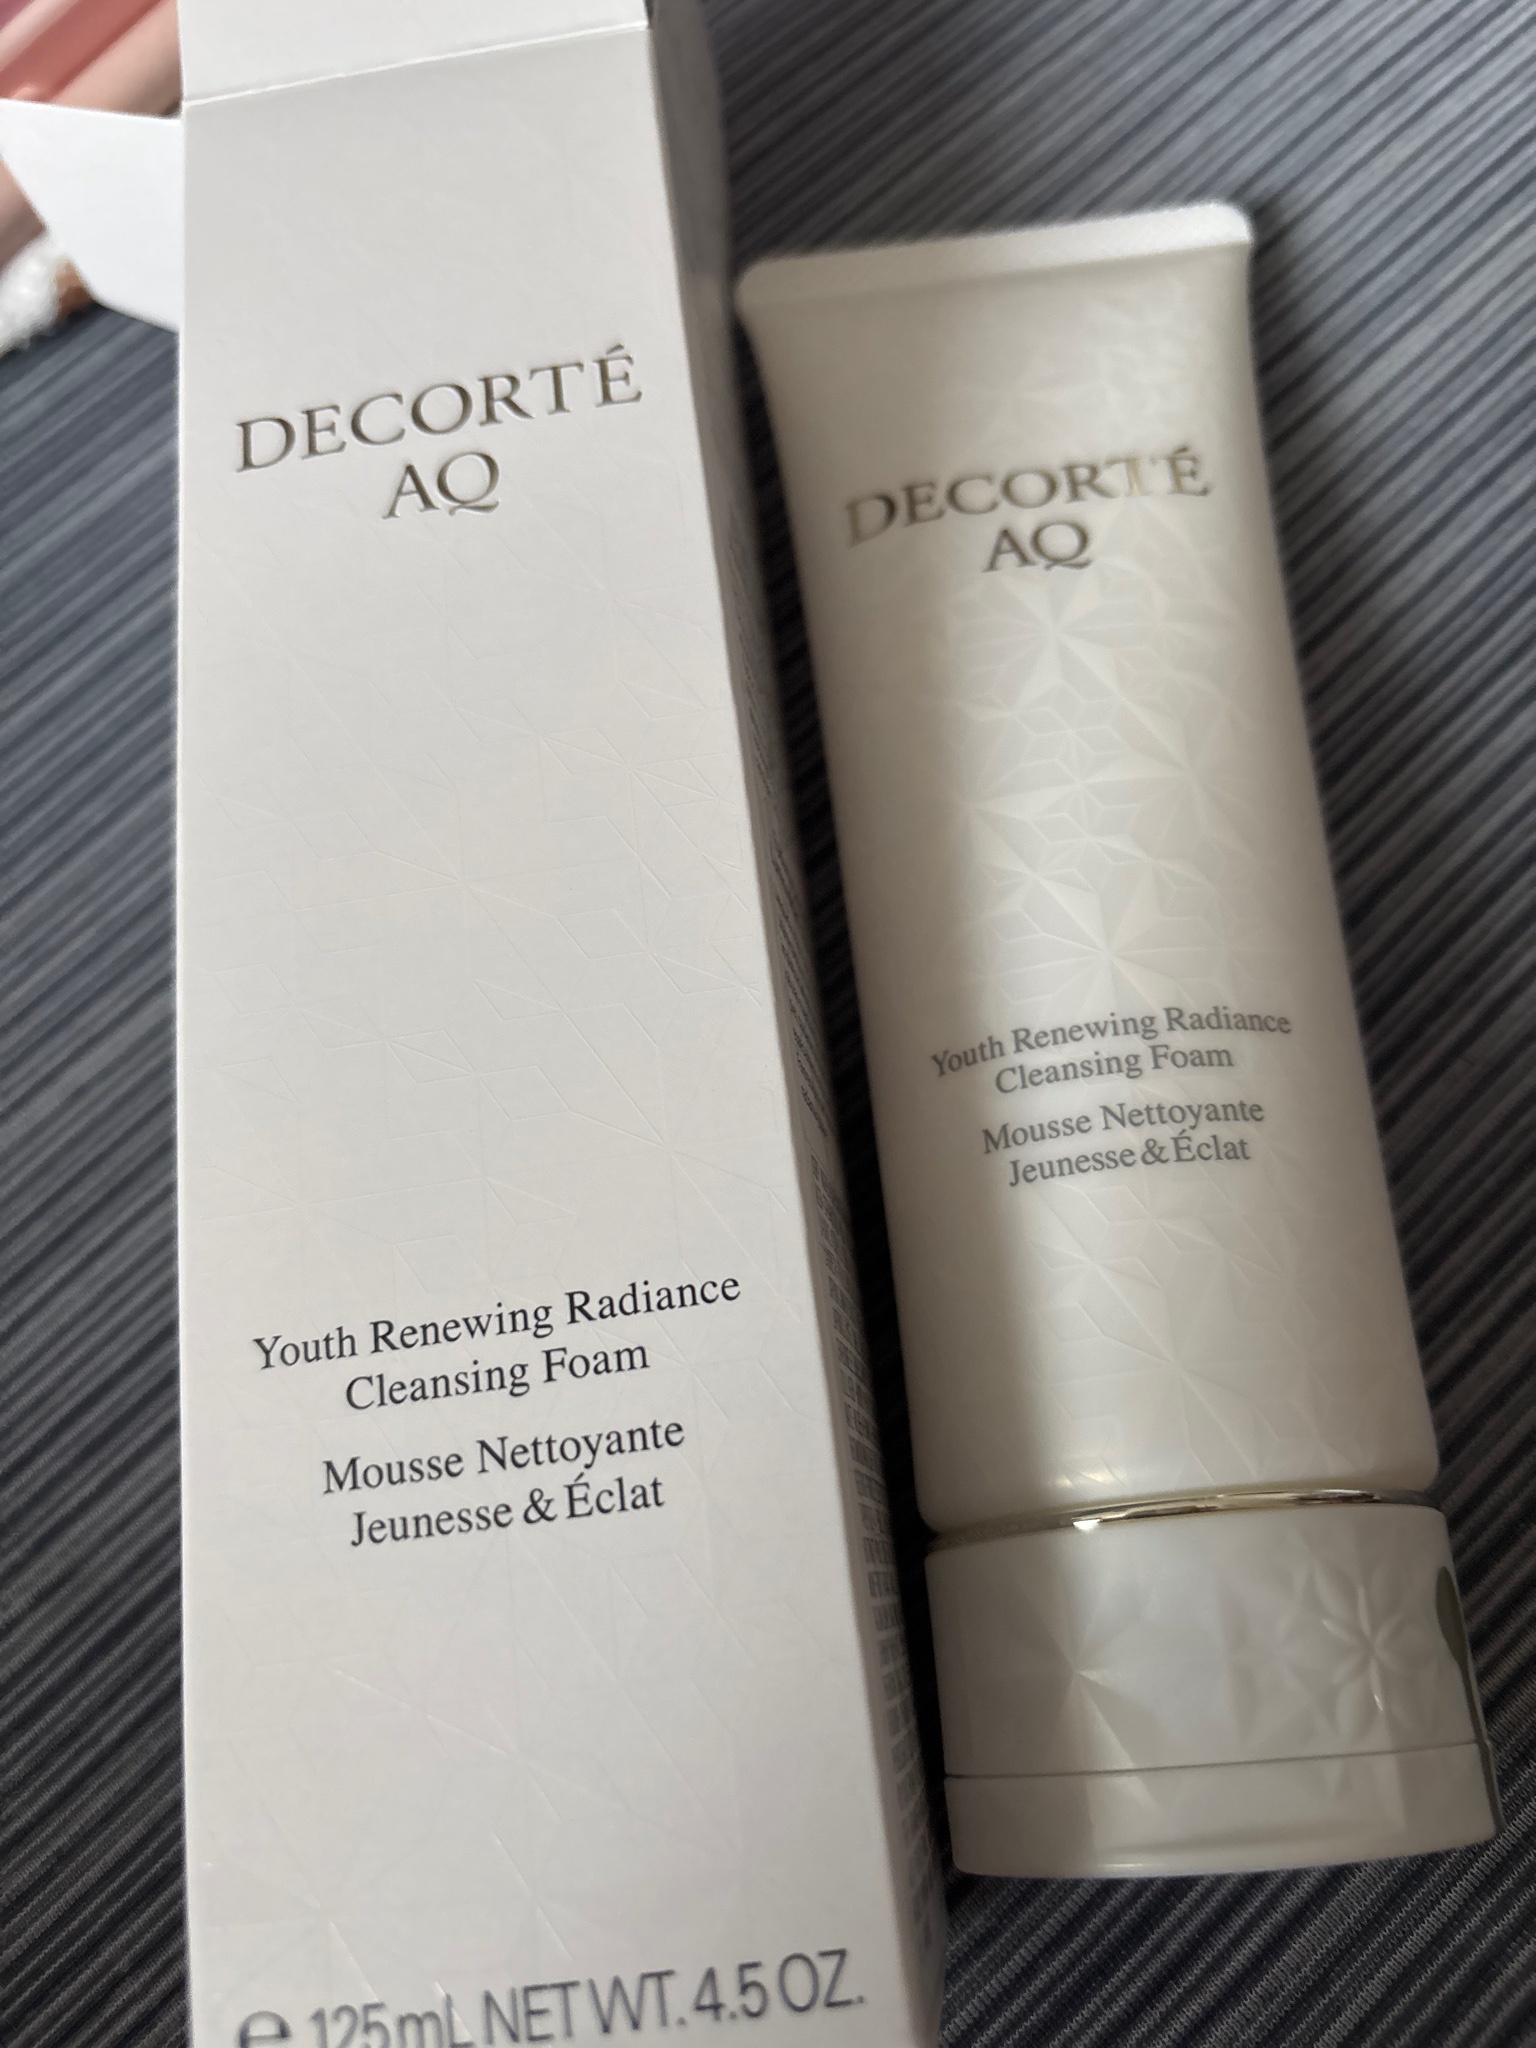 DECORTÉ
AQ
Youth Renewing Radiance
Cleansing Foam
Mousse Nettoyante
Jeunesse & Éclat
e 125mL NET WT. 4.5 OZ.
DECORTÉ
AQ
Youth Renewing Radiance
Cleansing Foam
Mousse Nettoyante
Jeunesse & Éclat